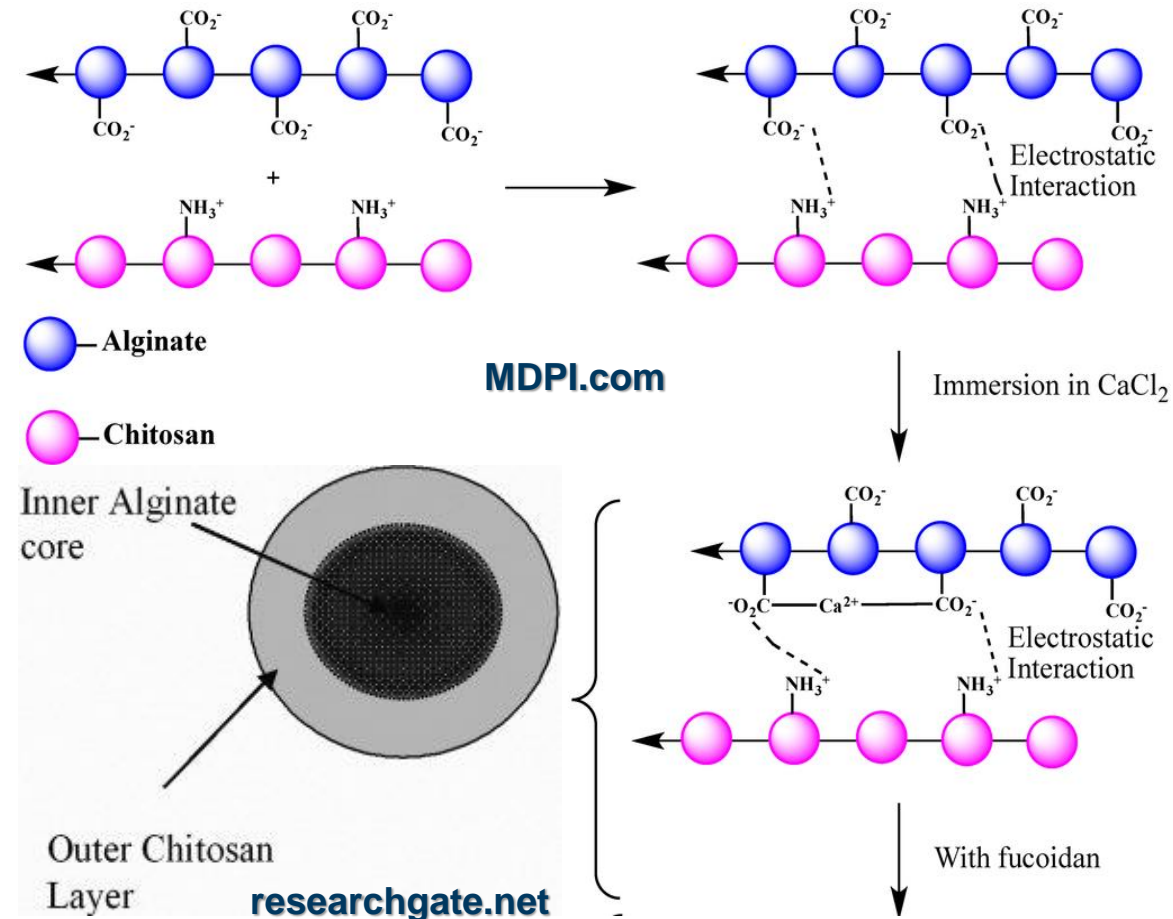 CO₂⁻ CO₂⁻
CO₂⁻ CO₂⁻ CO₂⁻
+
NH₃⁺ NH₃⁺
Alginate
Chitosan
CO₂⁻ CO₂⁻
CO₂⁻ CO₂⁻ CO₂⁻
Electrostatic
Interaction
NH₃⁺ NH₃⁺
MDPI.com
Immersion in CaCl₂
CO₂⁻ CO₂⁻
⁻O₂C Ca²⁺ CO₂⁻ CO₂⁻
Electrostatic
Interaction
NH₃⁺ NH₃⁺
With fucoidan
Inner Alginate
core
Outer Chitosan
Layer
researchgate.net